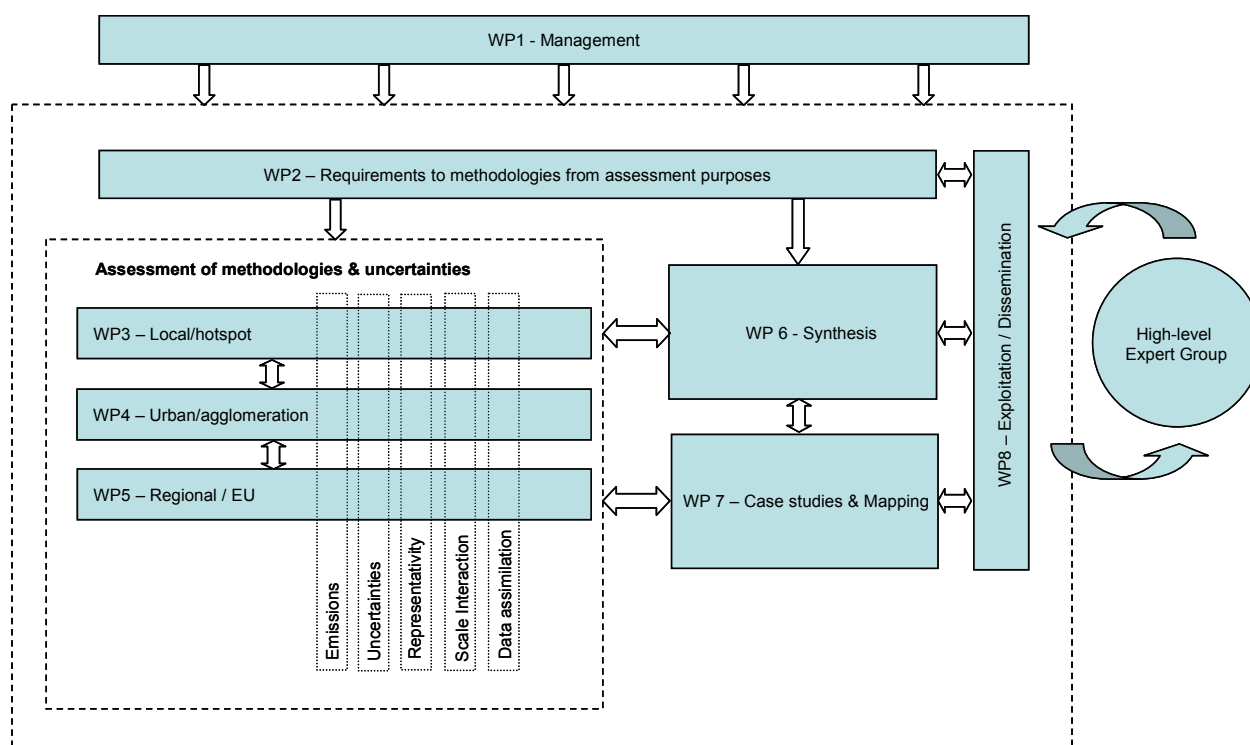 WP1 - Management
WP2 – Requirements to methodologies from assessment purposes
Assessment of methodologies & uncertainties
WP3 – Local/hotspot
WP4 – Urban/agglomeration
WP5 – Regional / EU
Emissions
Uncertainties
Representativity
Scale Interaction
Data assimilation
WP 6 - Synthesis
WP 7 – Case studies & Mapping
WP8 – Exploitation / Dissemination
High-level
Expert Group